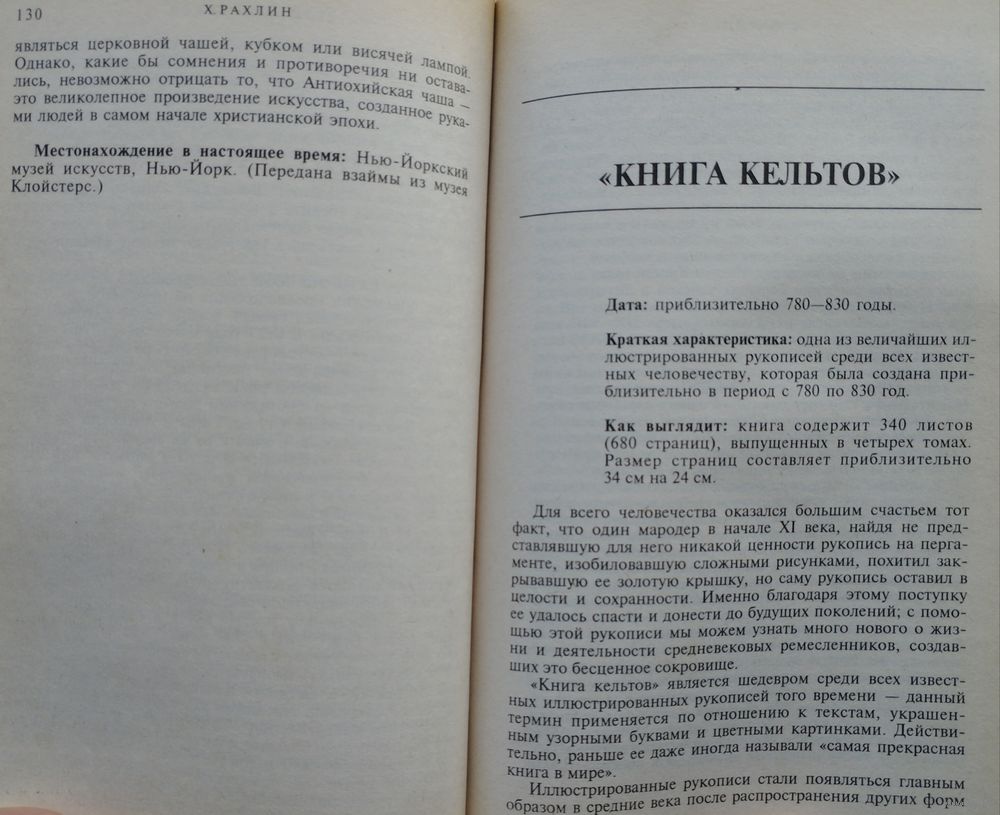 130
Х. РАХЛИН
являться церковной чашей, кубком или висячей лампой.
Однако, какие бы сомнения и противоречия ни остава-
лись, невозможно отрицать то, что Антиохийская чаша —
это великолепное произведение искусства, созданное рука-
ми людей в самом начале христианской эпохи.
Местонахождение в настоящее время: Нью-Йоркский
музей искусств, Нью-Йорк. (Передана взаймы из музея
Клойстерс.)
«КНИГА КЕЛЬТОВ»
Дата: приблизительно 780—830 годы.
Краткая характеристика: одна из величайших ил-
люстрированных рукописей среди всех извест-
ных человечеству, которая была создана при-
близительно в период с 780 по 830 год.
Как выглядит: книга содержит 340 листов
(680 страниц), выпущенных в четырех томах.
Размер страниц составляет приблизительно
34 см на 24 см.
Для всего человечества оказался большим счастьем тот
факт, что один мародер в начале XI века, найдя не пред-
ставлявшую для него никакой ценности рукопись на перга-
менте, изобиловавшую сложными рисунками, похитил зак-
рывавшую ее золотую крышку, но саму рукопись оставил в
целости и сохранности. Именно благодаря этому поступку
ее удалось спасти и донести до будущих поколений; с помо-
щью этой рукописи мы можем узнать много нового о жиз-
ни и деятельности средневековых ремесленников, создав-
ших это бесценное сокровище.
«Книга кельтов» является шедевром среди всех извест-
ных иллюстрированных рукописей того времени — данный
термин применяется по отношению к текстам, украшен-
ным узорными буквами и цветными картинками. Действи-
тельно, раньше ее даже иногда называли «самая прекрасная
книга в мире».
Иллюстрированные рукописи стали появляться главным
образом в средние века после распространения других форм